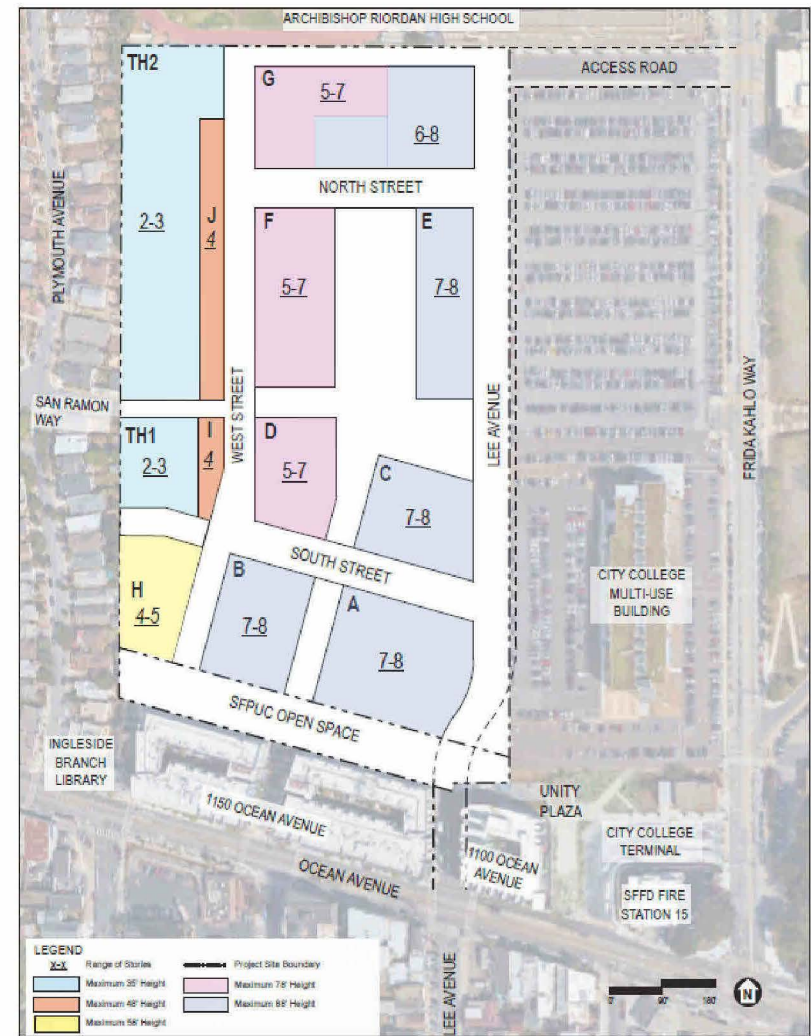 ARCHBISHOP RIORDAN HIGH SCHOOL
ACCESS ROAD
TH2
G
5-7
6-8
NORTH STREET
PLYMOUTH AVENUE
2-3
J
4
F
5-7
E
7-8
WEST STREET
LEE AVENUE
FRIDA KAHLO WAY
SAN RAMON
WAY
TH1
2-3
I
4
D
5-7
C
7-8
SOUTH STREET
CITY COLLEGE
MULTI-USE
BUILDING
H
4-5
B
7-8
A
7-8
SFPUC OPEN SPACE
INGLESIDE
BRANCH
LIBRARY
1150 OCEAN AVENUE
OCEAN AVENUE
1100 OCEAN
AVENUE
UNITY
PLAZA
CITY COLLEGE
TERMINAL
SFFD FIRE
STATION 15
LEE AVENUE
LEGEND
X-X Range of Stories
Project Site Boundary
Maximum 35' Height
Maximum 78' Height
Maximum 48' Height
Maximum 88' Height
Maximum 58' Height
0 90' 180'
N